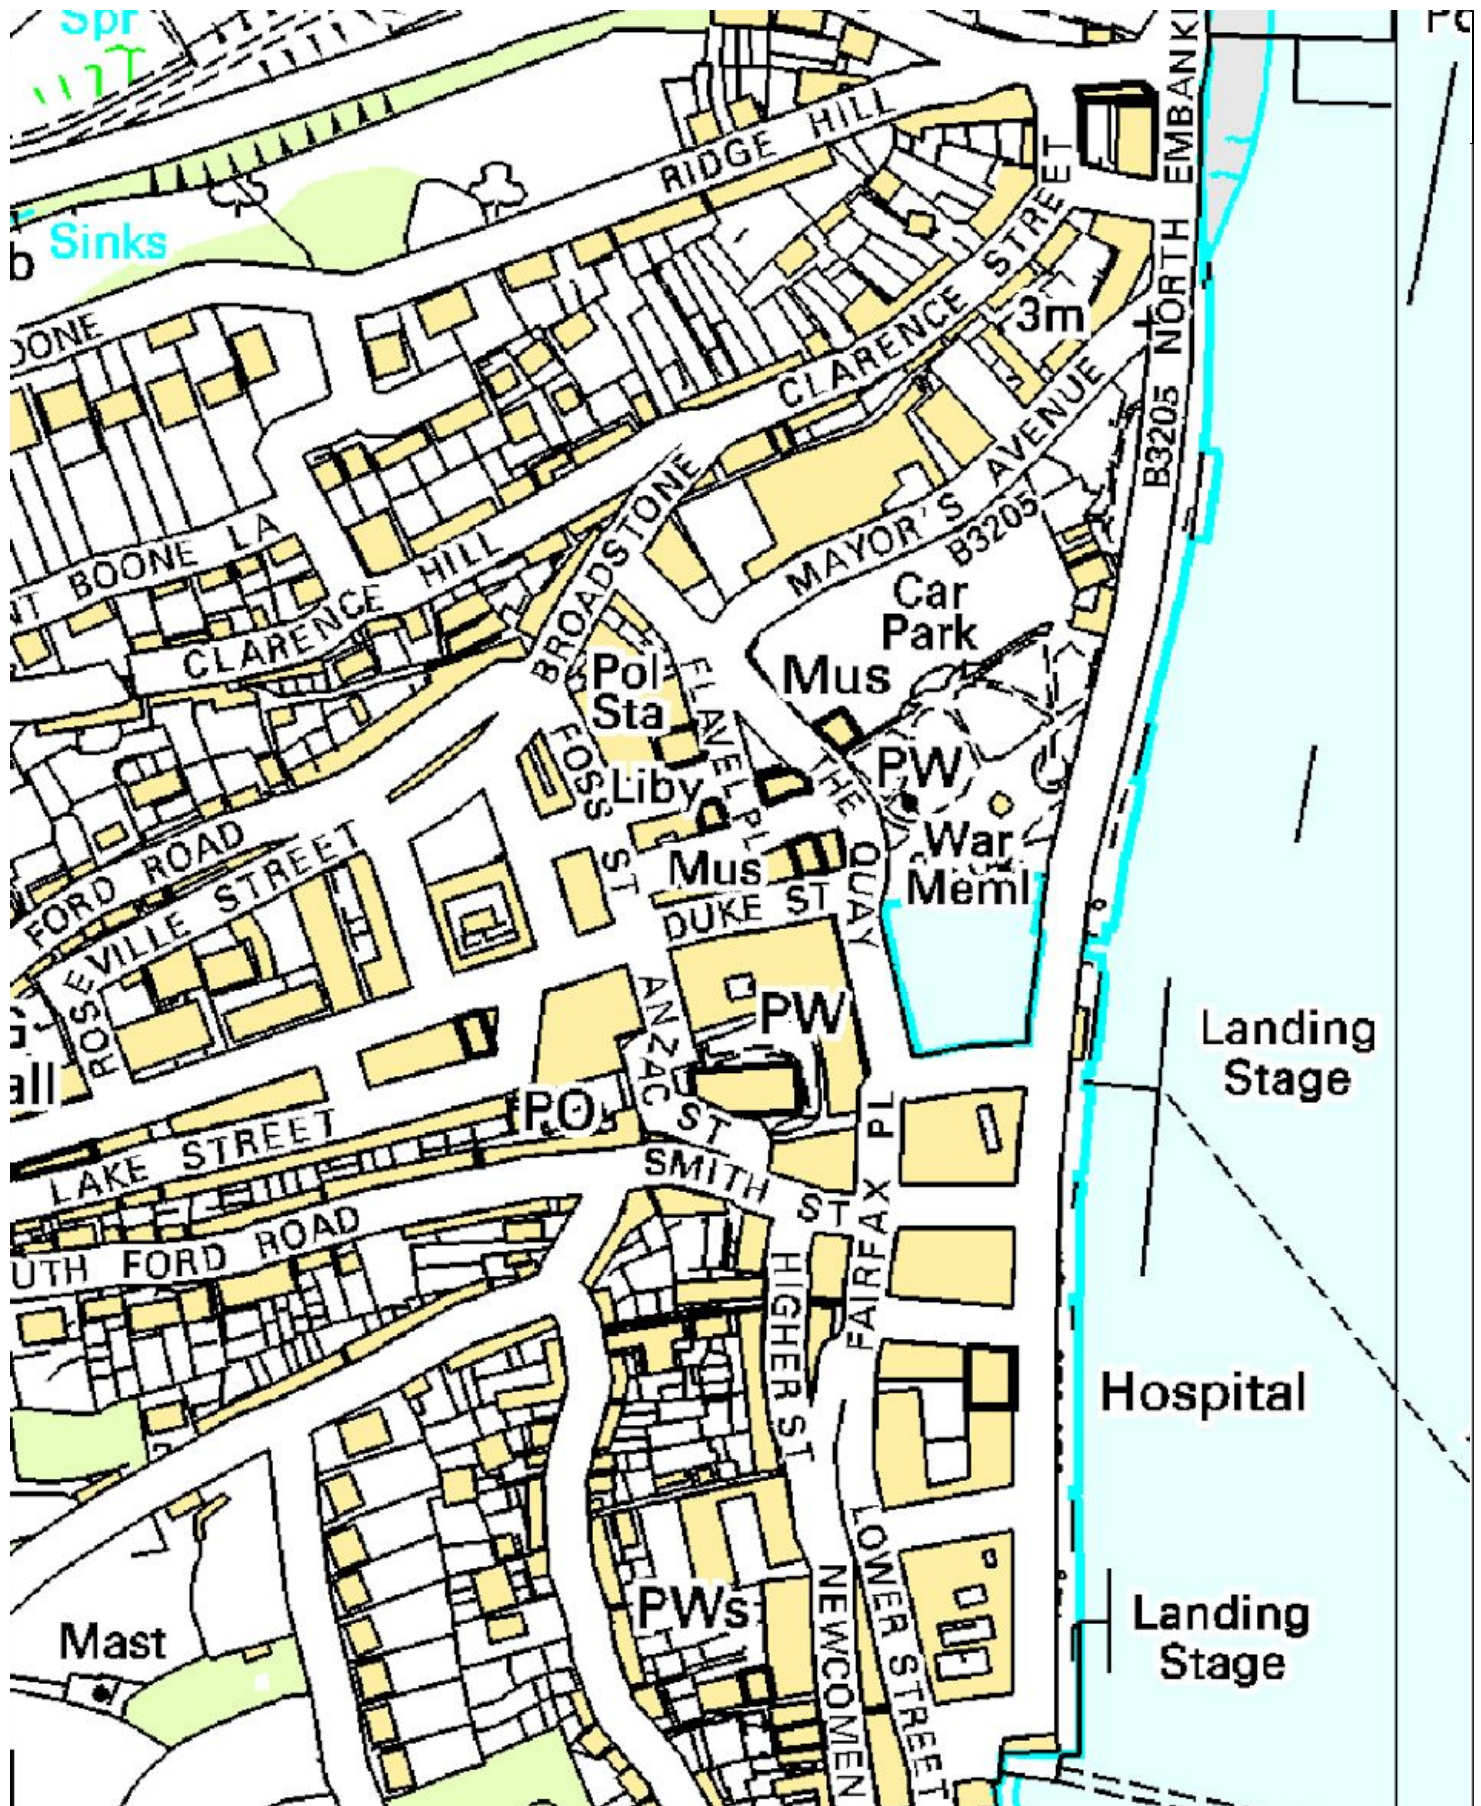 Spr
Sinks
RIDGE HILL
NORTH EMBANK
CLARENCE STREET
3m
B3205
MAYOR'S AVENUE
B3205
BOONE LA
CLARENCE HILL
BROADSTONE
Car
Park
Mus
Pol
Sta
FLAVEL PL
FOSS ST
Liby
THE QUAY
PW
War
Meml
Mus
DUKE ST
FORD ROAD
ROSEVILLE STREET
ANZAC ST
PW
Landing
Stage
PO
LAKE STREET
SMITH ST
FAIRFAX PL
UTH FORD ROAD
HIGHER ST
Hospital
LOWER STREET
NEWCOMEN
PWs
Mast
Landing
Stage